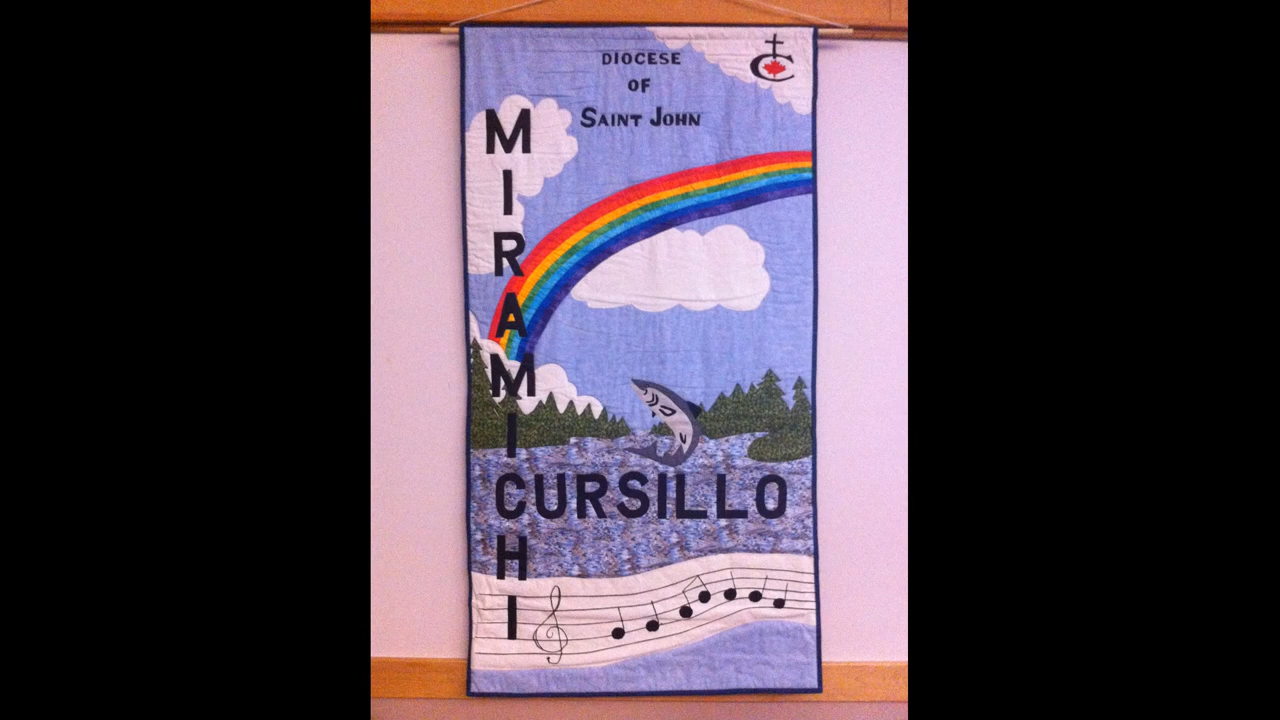 DIOCESE
OF
SAINT JOHN
MIRAMICHI
CURSILLO